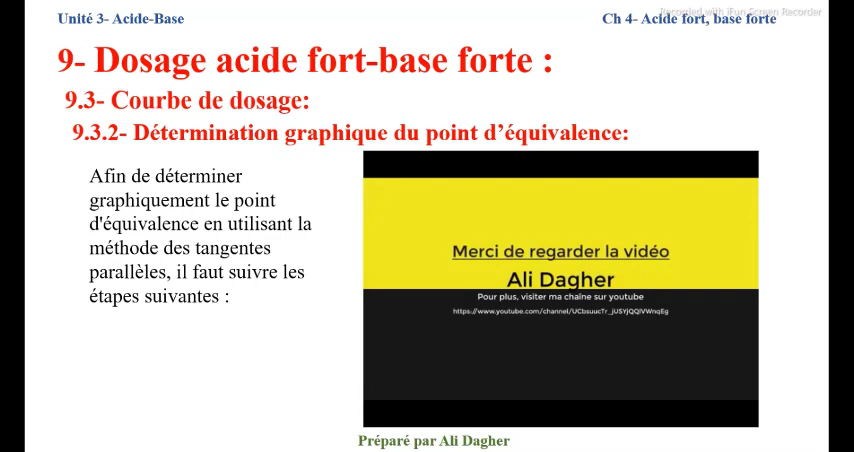 Recorded with iFun Screen Recorder
Unité 3- Acide-Base
Ch 4- Acide fort, base forte
9- Dosage acide fort-base forte :
9.3- Courbe de dosage:
9.3.2- Détermination graphique du point d’équivalence:
Afin de déterminer
graphiquement le point
d'équivalence en utilisant la
méthode des tangentes
parallèles, il faut suivre les
étapes suivantes :
Merci de regarder la vidéo
Ali Dagher
Pour plus, visiter ma chaîne sur youtube
Préparé par Ali Dagher